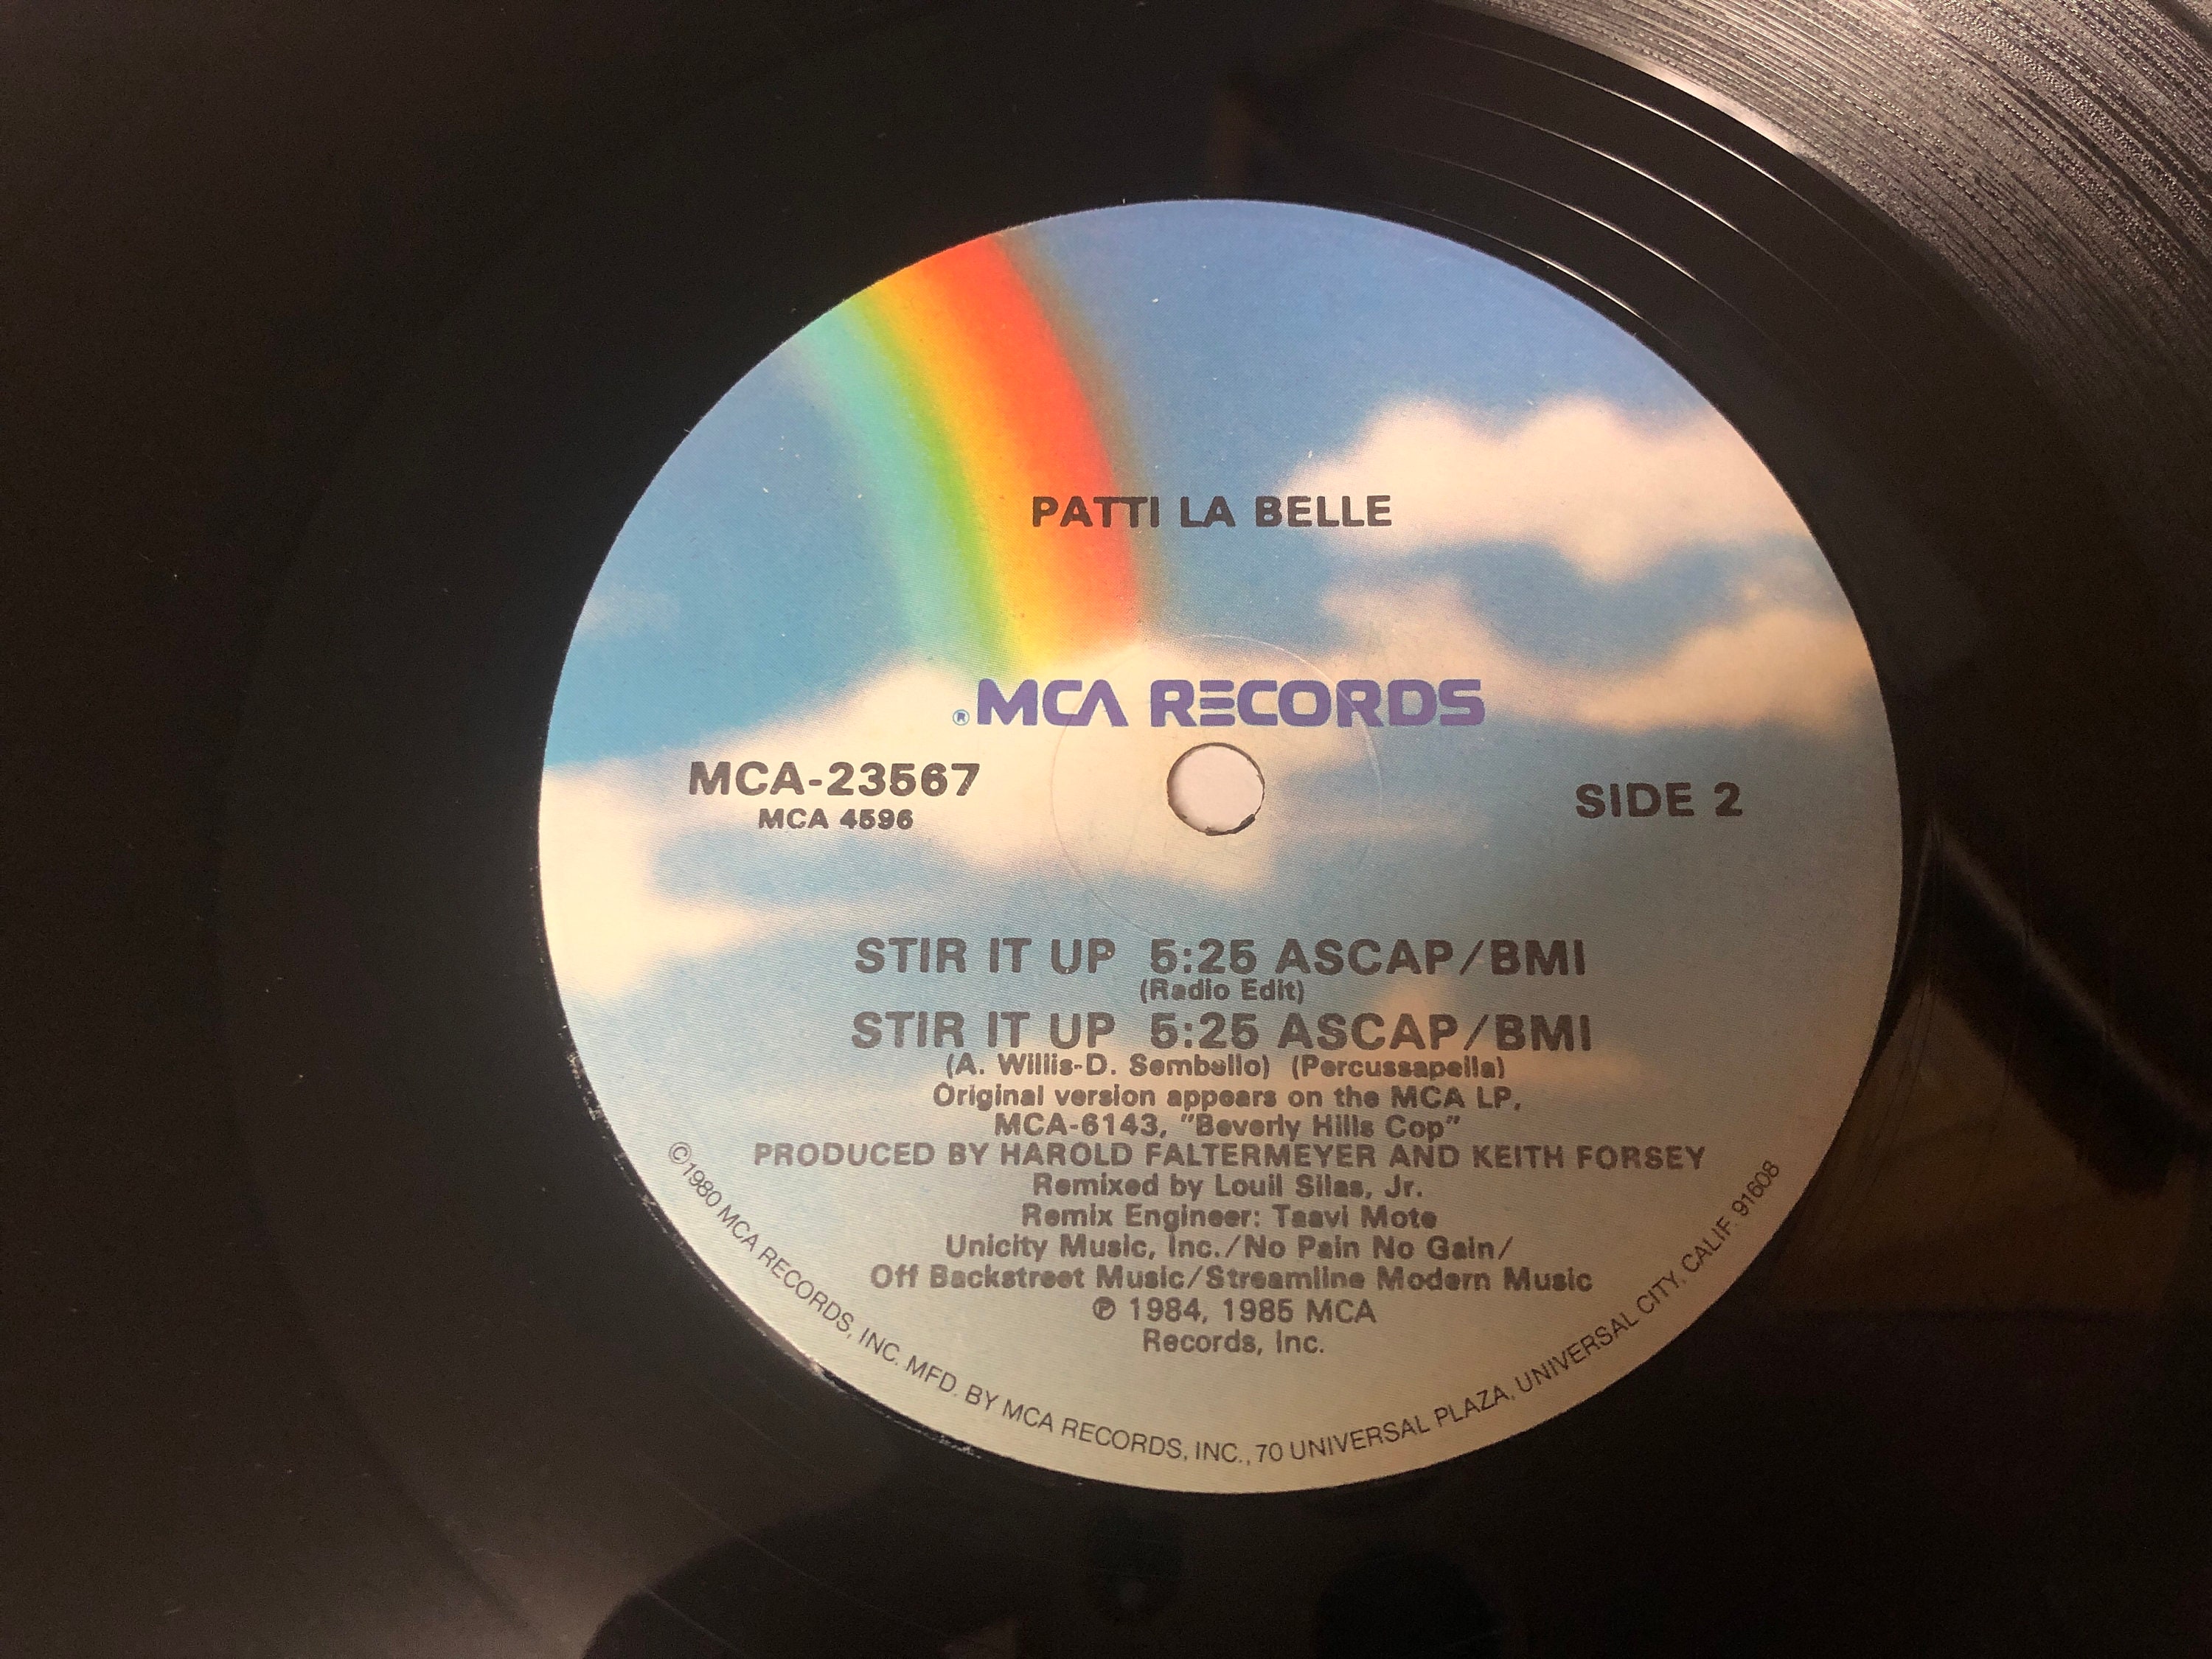 PATTI LA BELLE
® MCA RECORDS
MCA-23567
MCA 4596
SIDE 2
STIR IT UP 5:25 ASCAP/BMI
(Radio Edit)
STIR IT UP 5:25 ASCAP/BMI
(A. Willis-D. Sembello) (Percussapella)
Original version appears on the MCA LP,
MCA-6143, "Beverly Hills Cop"
PRODUCED BY HAROLD FALTERMEYER AND KEITH FORSEY
Remixed by Louil Silas, Jr.
Remix Engineer: Taavi Mote
Unicity Music, Inc./No Pain No Gain/
Off Backstreet Music/Streamline Modern Music
℗ 1984, 1985 MCA
Records, Inc.
©1980 MCA RECORDS, INC. MFD. BY MCA RECORDS, INC., 70 UNIVERSAL PLAZA, UNIVERSAL CITY, CALIF. 91608